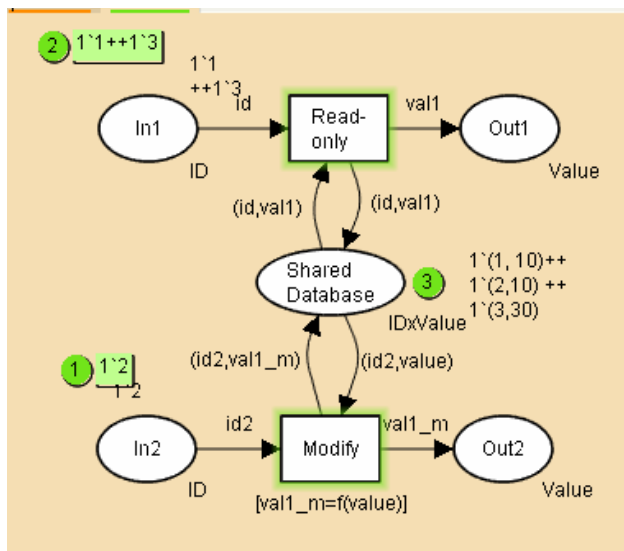 2
1`1++1`3
1`1
++1`3
id
val1
In1
Read-
only
Out1
ID
Value
(id,val1)
(id,val1)
Shared
Database
3
1`(1, 10)++
1`(2,10) ++
1`(3,30)
IDxValue
(id2,val1_m)
(id2,value)
1
1`2
1`2
id2
val1_m
In2
Modify
Out2
ID
Value
[val1_m=f(value)]